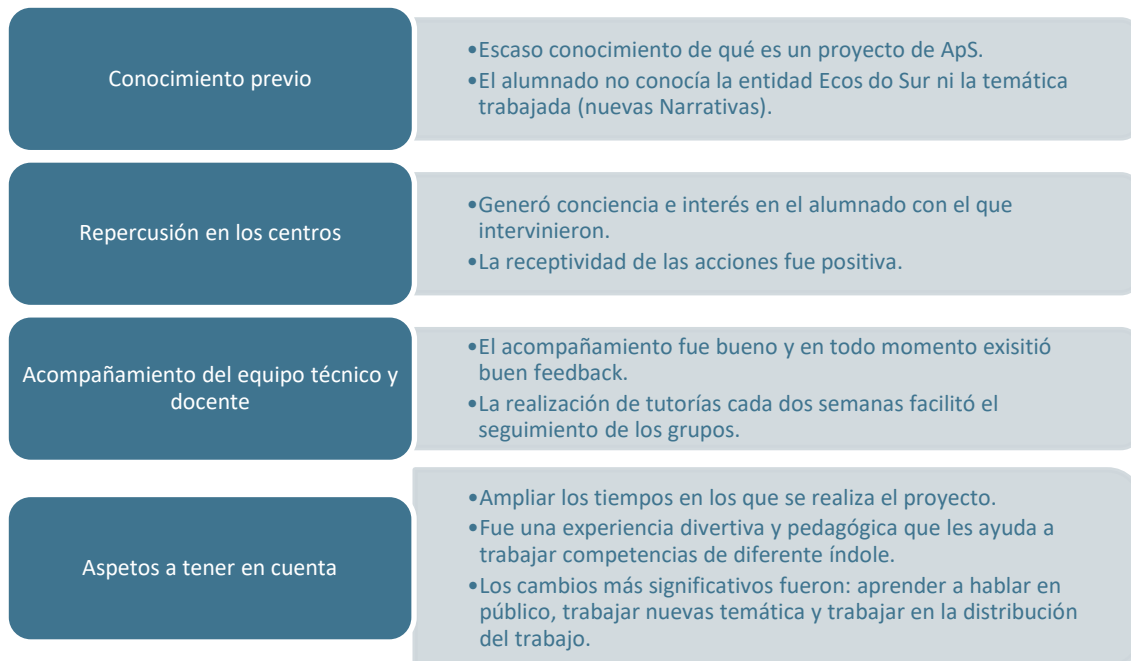 Conocimiento previo
•Escaso conocimiento de qué es un proyecto de ApS.
•El alumnado no conocía la entidad Ecos do Sur ni la temática
trabajada (nuevas Narrativas).
Repercusión en los centros
•Generó conciencia e interés en el alumnado con el que
intervinieron.
•La receptividad de las acciones fue positiva.
Acompañamiento del equipo técnico y
docente
•El acompañamiento fue bueno y en todo momento exisitió
buen feedback.
•La realización de tutorías cada dos semanas facilitó el
seguimiento de los grupos.
Aspetos a tener en cuenta
•Ampliar los tiempos en los que se realiza el proyecto.
•Fue una experiencia divertiva y pedagógica que les ayuda a
trabajar competencias de diferente índole.
•Los cambios más significativos fueron: aprender a hablar en
público, trabajar nuevas temática y trabajar en la distribución
del trabajo.